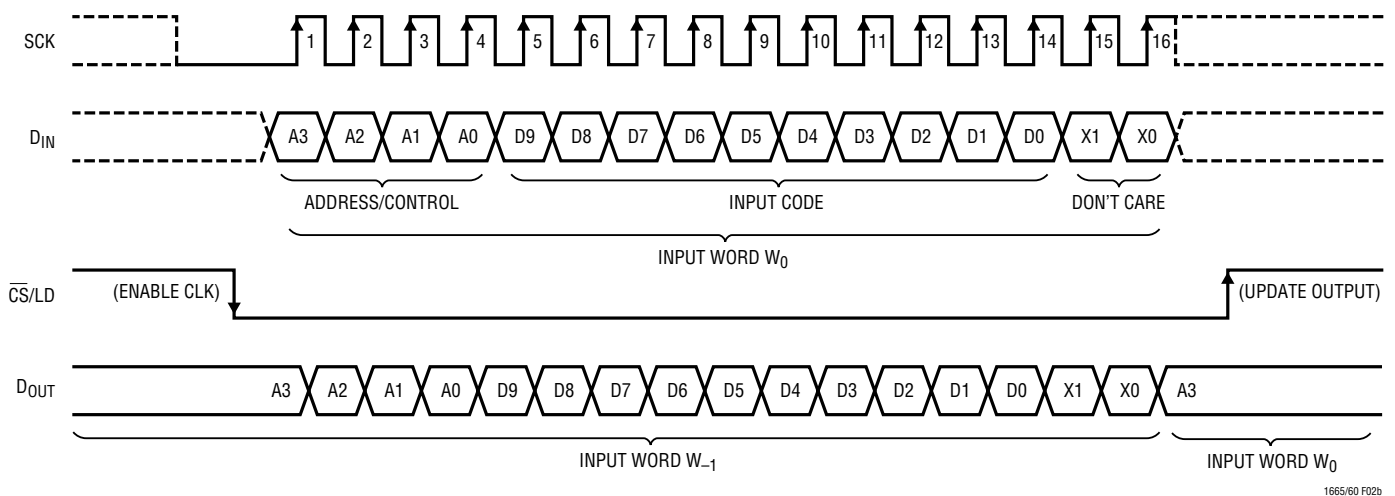 SCK 1 2 3 4 5 6 7 8 9 10 11 12 13 14 15 16
DIN A3 A2 A1 A0 D9 D8 D7 D6 D5 D4 D3 D2 D1 D0 X1 X0
ADDRESS/CONTROL INPUT CODE DON'T CARE
INPUT WORD W0
CS/LD (ENABLE CLK) (UPDATE OUTPUT)
DOUT A3 A2 A1 A0 D9 D8 D7 D6 D5 D4 D3 D2 D1 D0 X1 X0 A3
INPUT WORD W–1 INPUT WORD W0
1665/60 F02b